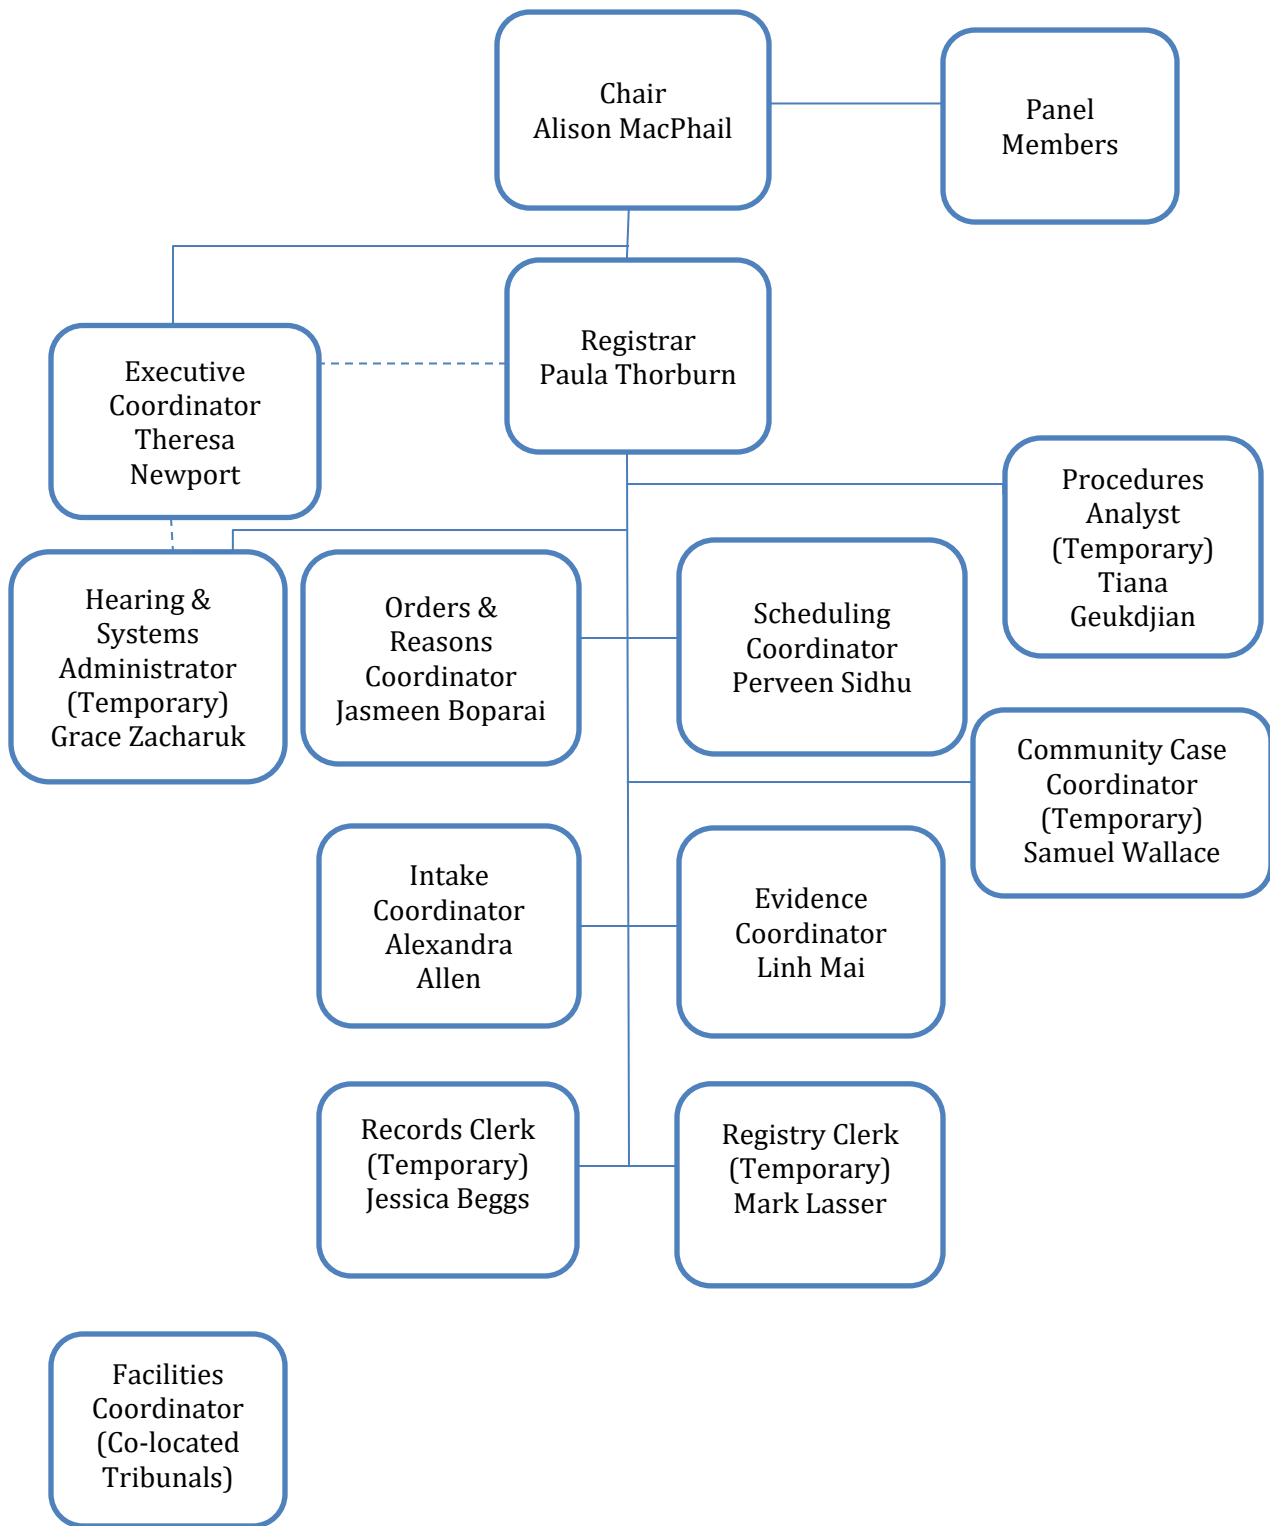 Chair
Alison MacPhail
Panel
Members
Registrar
Paula Thorburn
Executive
Coordinator
Theresa
Newport
Procedures
Analyst
(Temporary)
Tiana
Geukdjian
Hearing &
Systems
Administrator
(Temporary)
Grace Zacharuk
Orders &
Reasons
Coordinator
Jasmeen Boparai
Scheduling
Coordinator
Perveen Sidhu
Community Case
Coordinator
(Temporary)
Samuel Wallace
Intake
Coordinator
Alexandra
Allen
Evidence
Coordinator
Linh Mai
Records Clerk
(Temporary)
Jessica Beggs
Registry Clerk
(Temporary)
Mark Lasser
Facilities
Coordinator
(Co-located
Tribunals)